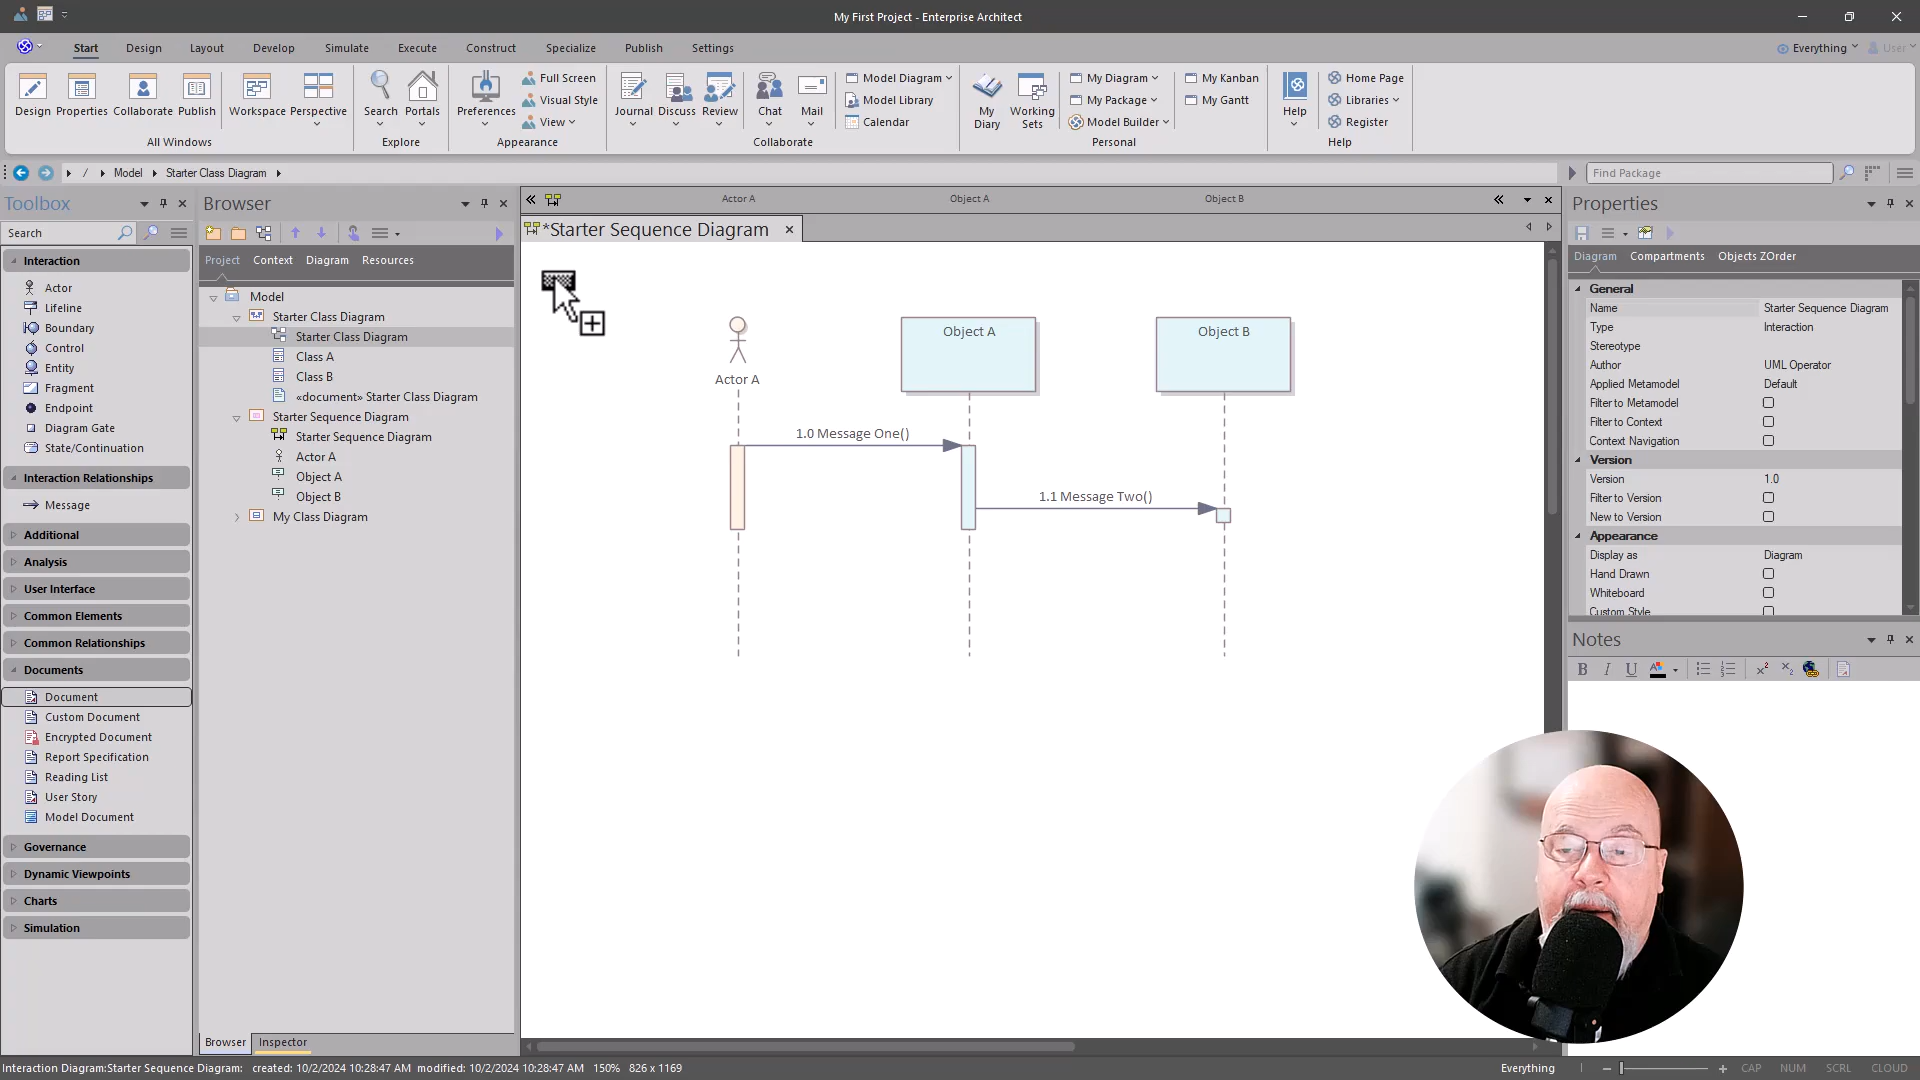 My First Project - Enterprise Architect
Start Design Layout Develop Simulate Execute Construct Specialize Publish Settings Everything User
Design Properties Collaborate Publish Workspace Perspective
All Windows
Search Portals
Explore
Preferences Full Screen
Visual Style
View
Appearance
Journal Discuss Review Chat Mail
Model Diagram
Model Library
Calendar
Collaborate
My Diary
Working Sets
My Diagram
My Package
Model Builder
My Kanban
My Gantt
Personal
Help
Home Page
Libraries
Register
Help
/ Model Starter Class Diagram
Find Package
Toolbox
Search
Interaction
Actor
Lifeline
Boundary
Control
Entity
Fragment
Endpoint
Diagram Gate
State/Continuation
Interaction Relationships
Message
Additional
Analysis
User Interface
Common Elements
Common Relationships
Documents
Document
Custom Document
Encrypted Document
Report Specification
Reading List
User Story
Model Document
Governance
Dynamic Viewpoints
Charts
Simulation
Browser
Project Context Diagram Resources
Model
Starter Class Diagram
Starter Class Diagram
Class A
Class B
«document» Starter Class Diagram
Starter Sequence Diagram
Starter Sequence Diagram
Actor A
Object A
Object B
My Class Diagram
Browser Inspector
Actor A Object A Object B
*Starter Sequence Diagram
Object A
Object B
Actor A
1.0 Message One()
1.1 Message Two()
Properties
Diagram Compartments Objects ZOrder
General
Name Starter Sequence Diagram
Type Interaction
Stereotype
Author UML Operator
Applied Metamodel Default
Filter to Metamodel
Filter to Context
Context Navigation
Version
Version 1.0
Filter to Version
New to Version
Appearance
Display as Diagram
Hand Drawn
Whiteboard
Custom Style
Notes
B I U A x² x₂
Interaction Diagram:Starter Sequence Diagram: created: 10/2/2024 10:28:47 AM modified: 10/2/2024 10:28:47 AM 150% 826 x 1169
Everything CAP NUM SCRL CLOUD